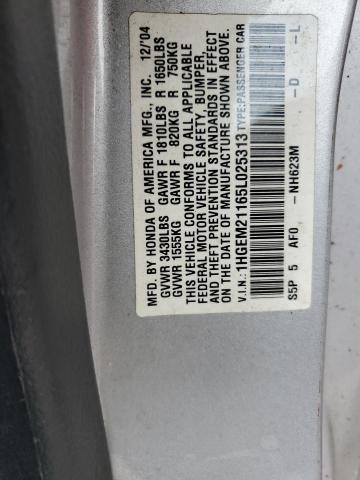 MFD. BY HONDA OF AMERICA MFG., INC. 12/'04
GVWR 3430LBS GAWR F 1810LBS R 1650LBS
GVWR 1555KG GAWR F 820KG R 750KG
THIS VEHICLE CONFORMS TO ALL APPLICABLE
FEDERAL MOTOR VEHICLE SAFETY, BUMPER,
AND THEFT PREVENTION STANDARDS IN EFFECT
ON THE DATE OF MANUFACTURE SHOWN ABOVE.
V.I.N.: 1HGEM21165L025313 TYPE:PASSENGER CAR
S5P 5 AF0 -NH623M -D -L